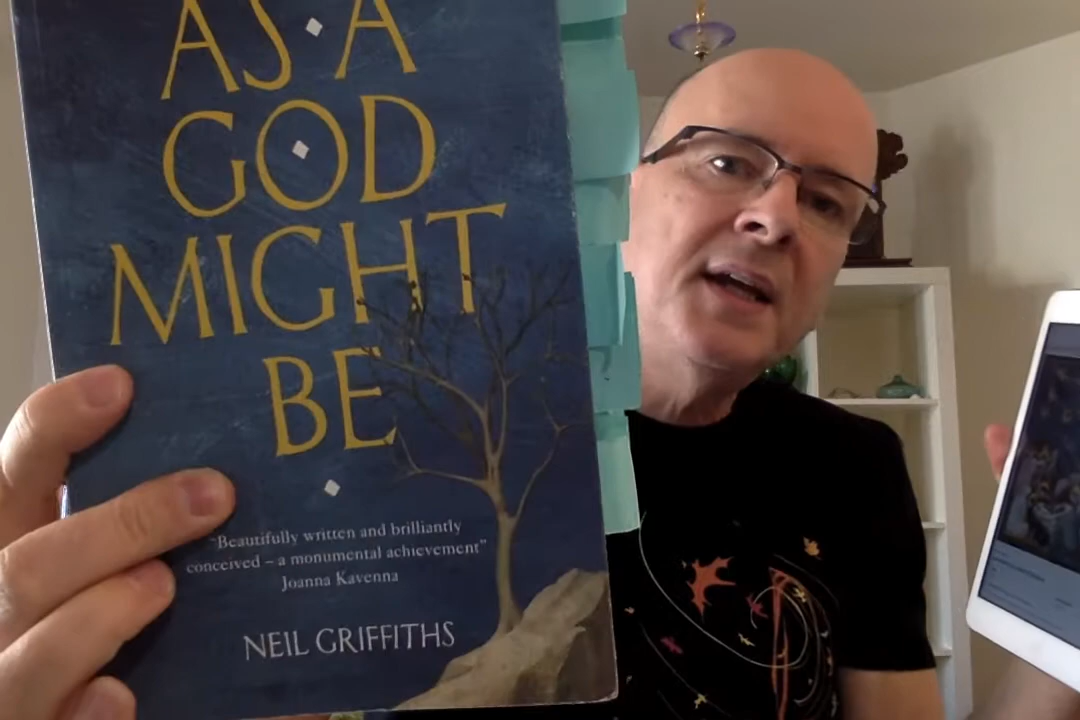 AS · A
GOD
MIGHT
BE
"Beautifully written and brilliantly
conceived – a monumental achievement"
Joanna Kavenna
NEIL GRIFFITHS